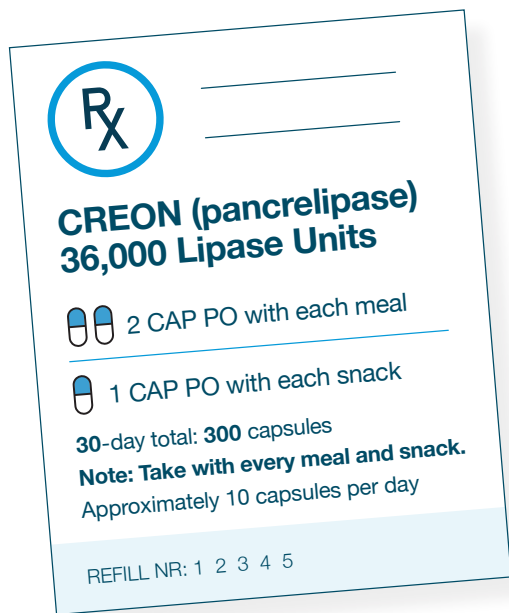 Rx
CREON (pancrelipase)
36,000 Lipase Units
2 CAP PO with each meal
1 CAP PO with each snack
30-day total: 300 capsules
Note: Take with every meal and snack.
Approximately 10 capsules per day
REFILL NR: 1 2 3 4 5